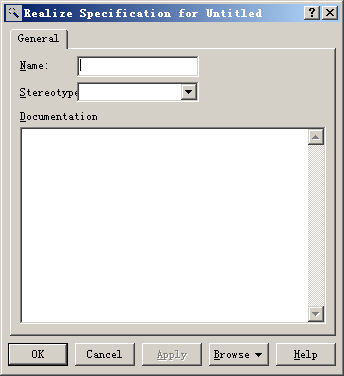 Realize Specification for Untitled
General
Name:
Stereotype
Documentation
OK Cancel Apply Browse Help